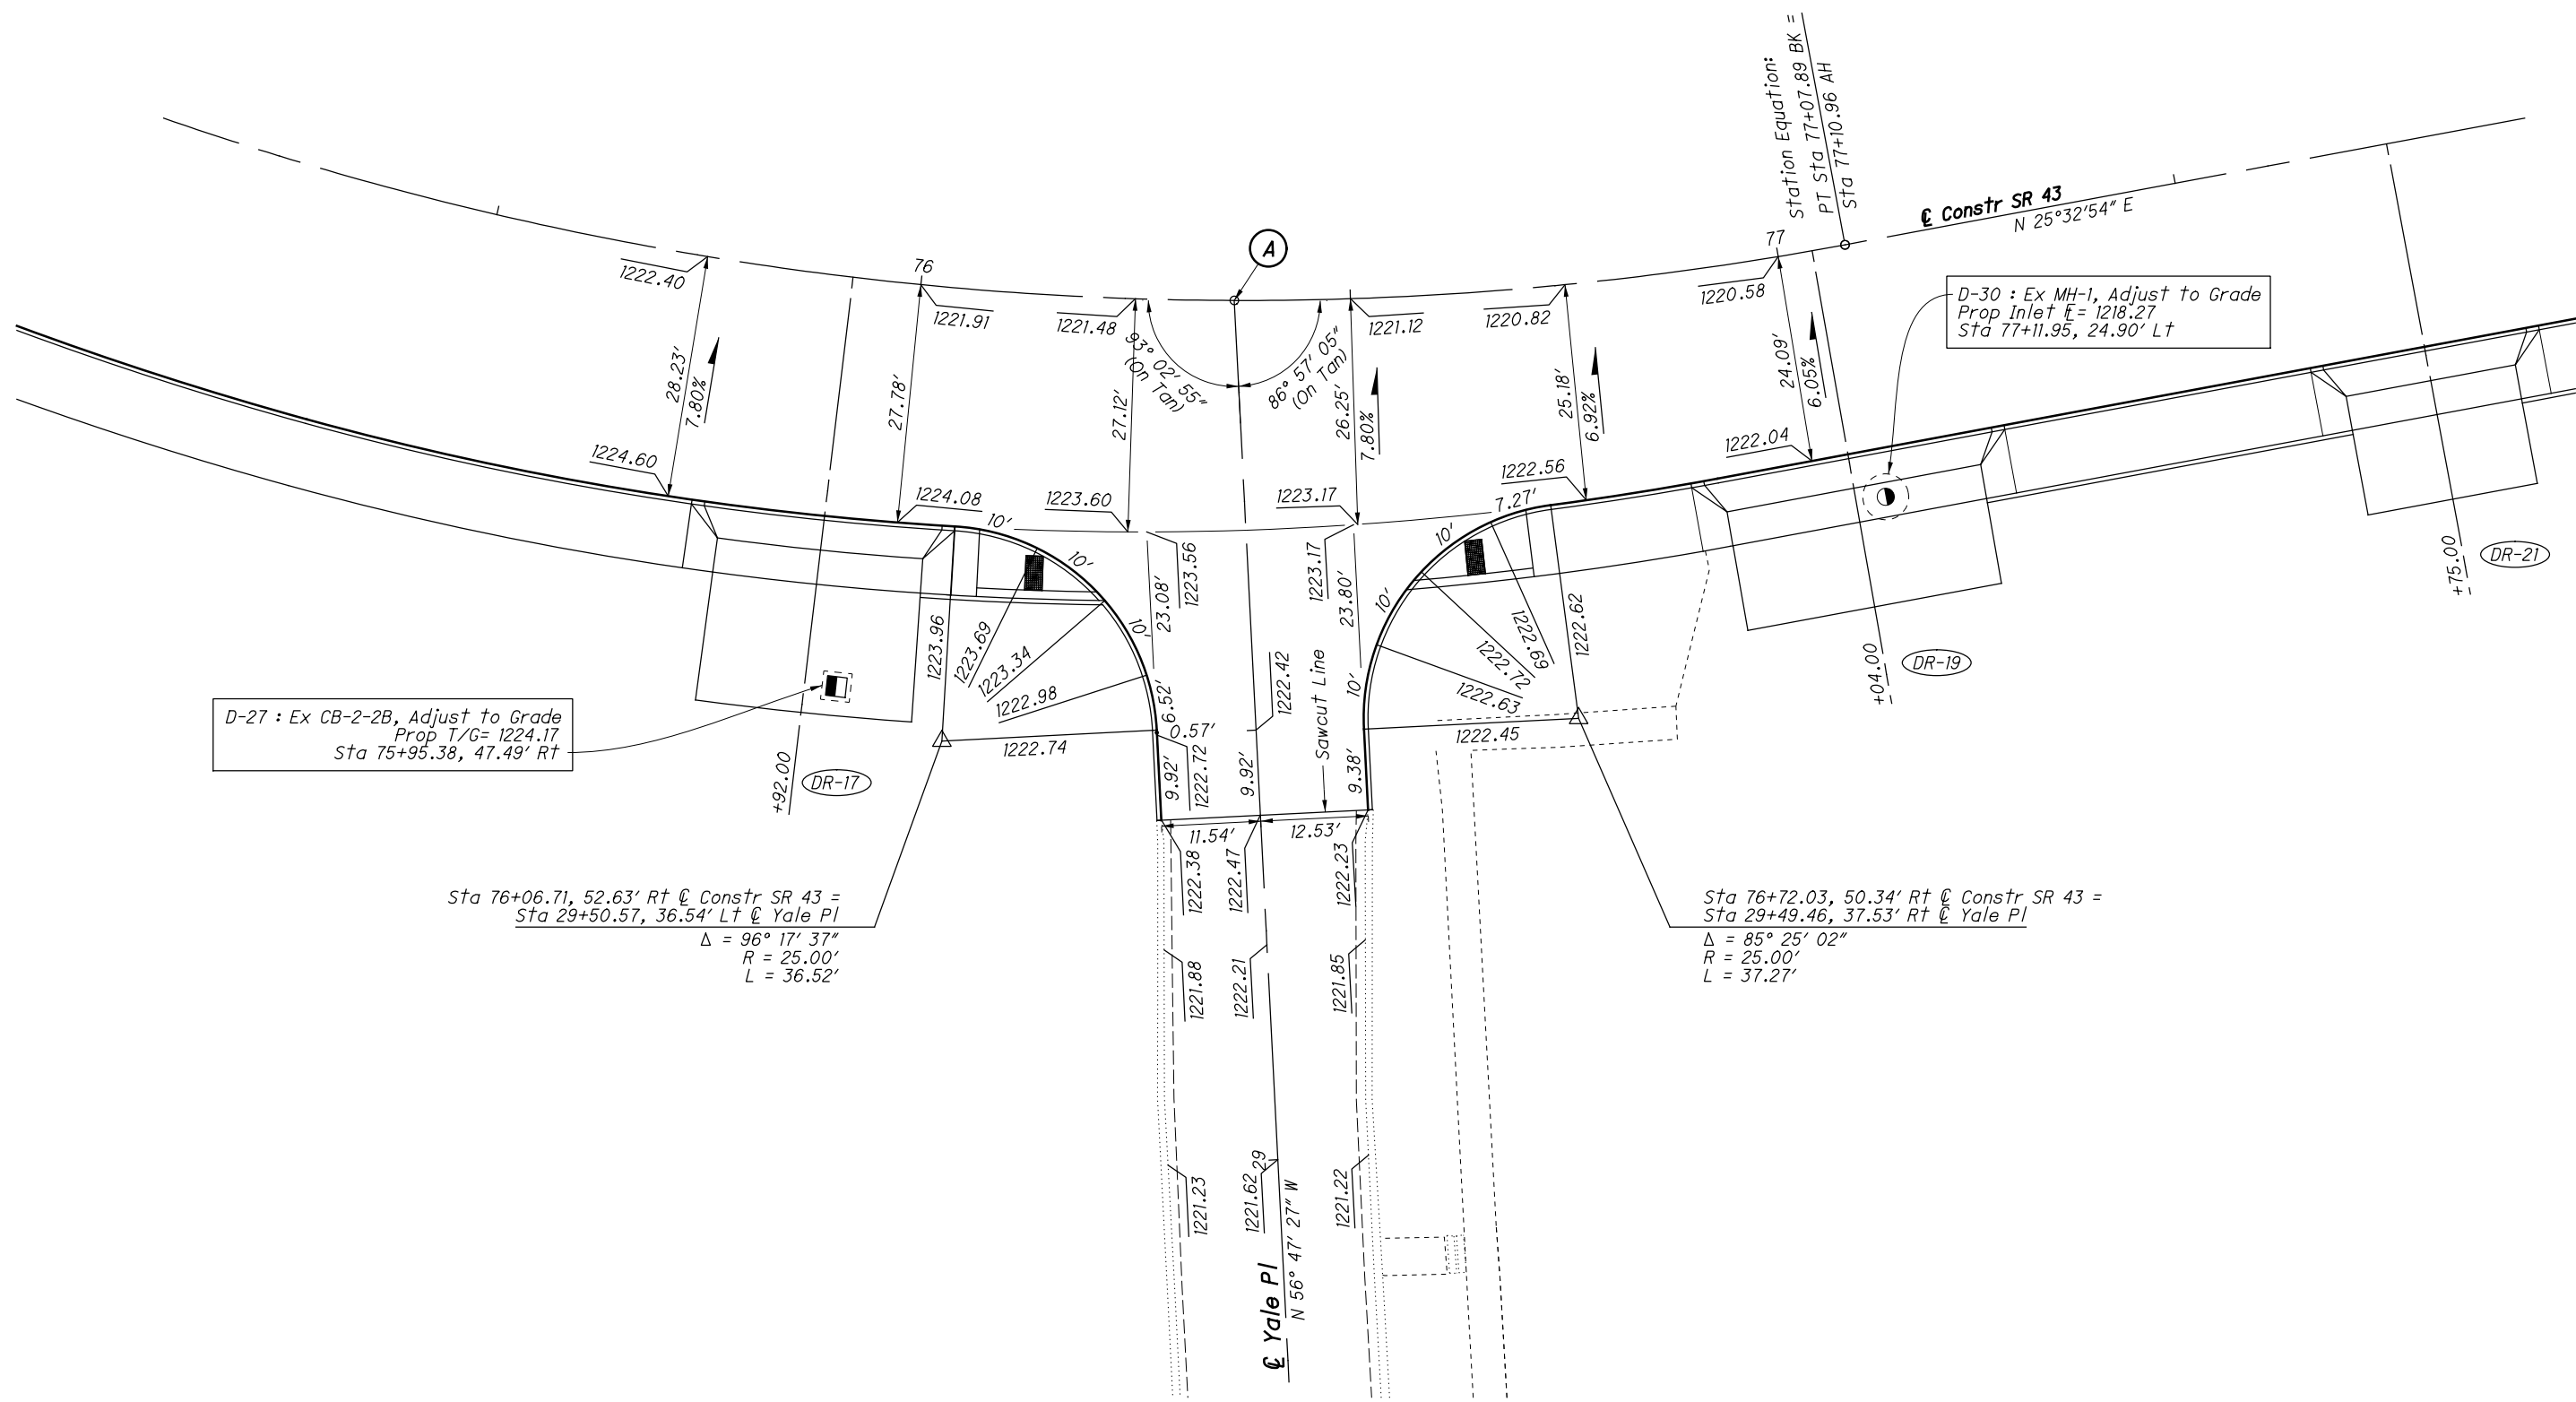 Station Equation:
PT Sta 77+07.89 BK =
Sta 77+10.96 AH
℄ Constr SR 43
N 25°32'54" E
A
76
77
1222.40
1221.91
1221.48
1221.12
1220.82
1220.58
28.23'
7.80%
27.78'
27.12'
93° 02' 55"
(On Tan)
86° 57' 05"
(On Tan)
26.25'
7.80%
25.18'
6.92%
24.09'
6.05%
D-30 : Ex MH-1, Adjust to Grade
Prop Inlet ℄= 1218.27
Sta 77+11.95, 24.90' Lt
1224.60
1224.08
1223.60
1223.17
1222.56
1222.04
10'
10'
10'
6.52'
0.57'
7.27'
10'
10'
10'
1223.56
23.08'
1223.17
23.80'
1223.96
1223.69
1223.34
1222.98
1222.74
1222.72
9.92'
9.92'
1222.42
Sawcut Line
9.38'
1222.62
1222.69
1222.72
1222.63
1222.45
+92.00
DR-17
+04.00
DR-19
+75.00
DR-21
D-27 : Ex CB-2-2B, Adjust to Grade
Prop T/G= 1224.17
Sta 75+95.38, 47.49' Rt
11.54'
12.53'
1222.38
1222.47
1222.23
Sta 76+06.71, 52.63' Rt ℄ Constr SR 43 =
Sta 29+50.57, 36.54' Lt ℄ Yale Pl
Δ = 96° 17' 37"
R = 25.00'
L = 36.52'
Sta 76+72.03, 50.34' Rt ℄ Constr SR 43 =
Sta 29+49.46, 37.53' Rt ℄ Yale Pl
Δ = 85° 25' 02"
R = 25.00'
L = 37.27'
1221.88
1222.21
1221.85
1221.23
1221.62
29
1221.22
℄ Yale Pl
N 56° 47' 27" W